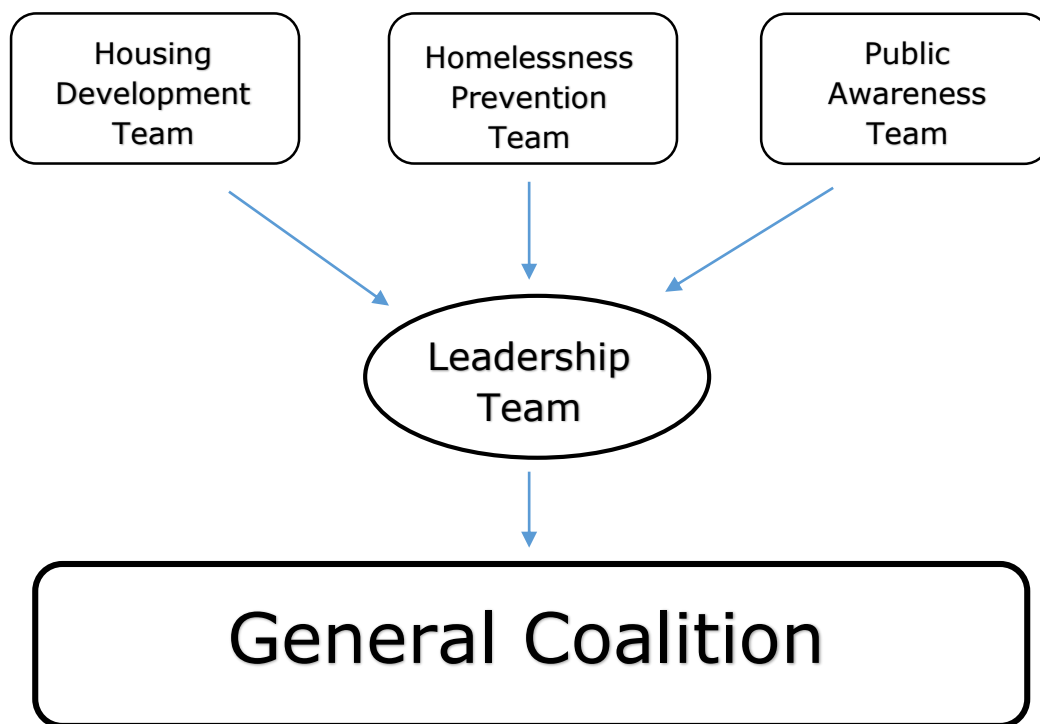 Housing
Development
Team
Homelessness
Prevention
Team
Public
Awareness
Team
Leadership
Team
General Coalition